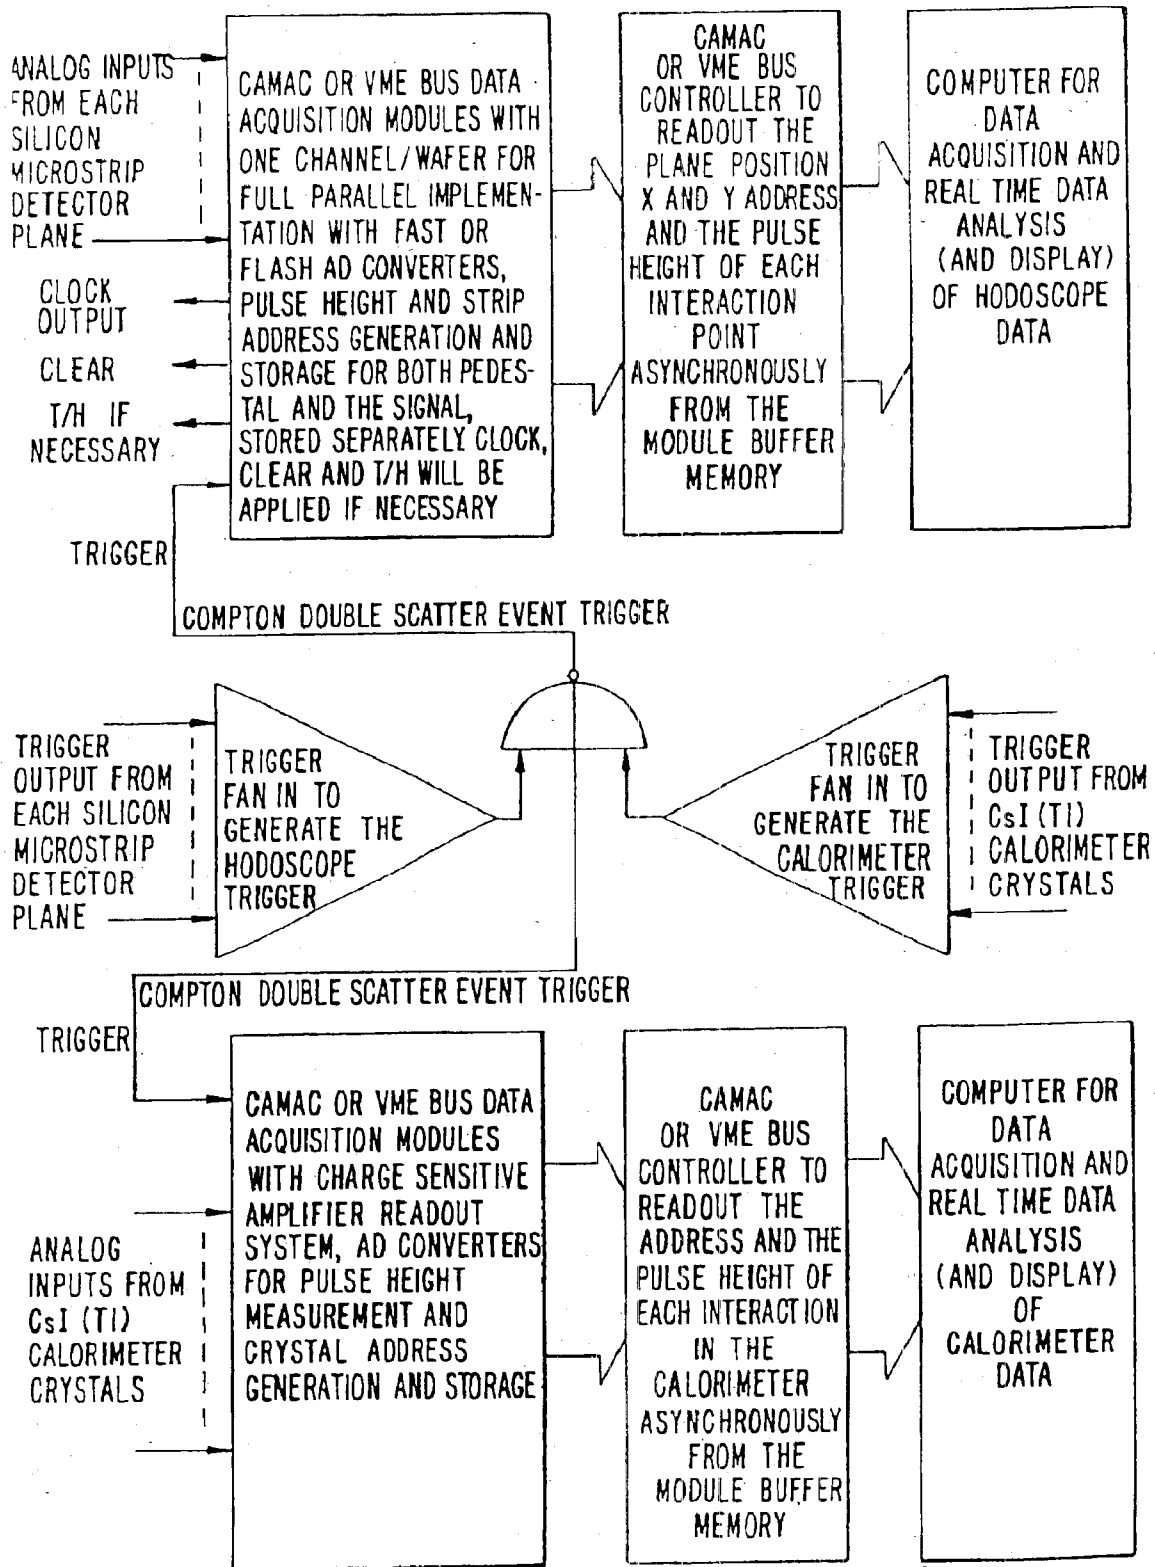 ANALOG INPUTS
FROM EACH
SILICON
MICROSTRIP
DETECTOR
PLANE
CLOCK
OUTPUT
CLEAR
T/H IF
NECESSARY
TRIGGER
CAMAC OR VME BUS DATA
ACQUISITION MODULES WITH
ONE CHANNEL/WAFER FOR
FULL PARALLEL IMPLEMEN-
TATION WITH FAST OR
FLASH AD CONVERTERS,
PULSE HEIGHT AND STRIP
ADDRESS GENERATION AND
STORAGE FOR BOTH PEDES-
TAL AND THE SIGNAL,
STORED SEPARATELY CLOCK,
CLEAR AND T/H WILL BE
APPLIED IF NECESSARY
CAMAC
OR VME BUS
CONTROLLER TO
READOUT THE
PLANE POSITION
X AND Y ADDRESS
AND THE PULSE
HEIGHT OF EACH
INTERACTION
POINT
ASYNCHRONOUSLY
FROM THE
MODULE BUFFER
MEMORY
COMPUTER FOR
DATA
ACQUISITION AND
REAL TIME DATA
ANALYSIS
(AND DISPLAY)
OF HODOSCOPE
DATA
COMPTON DOUBLE SCATTER EVENT TRIGGER
TRIGGER
OUTPUT FROM
EACH SILICON
MICROSTRIP
DETECTOR
PLANE
TRIGGER
FAN IN TO
GENERATE THE
HODOSCOPE
TRIGGER
TRIGGER
FAN IN TO
GENERATE THE
CALORIMETER
TRIGGER
TRIGGER
OUTPUT FROM
CsI (Tl)
CALORIMETER
CRYSTALS
COMPTON DOUBLE SCATTER EVENT TRIGGER
TRIGGER
ANALOG
INPUTS FROM
CsI (Tl)
CALORIMETER
CRYSTALS
CAMAC OR VME BUS DATA
ACQUISITION MODULES
WITH CHARGE SENSITIVE
AMPLIFIER READOUT
SYSTEM, AD CONVERTERS
FOR PULSE HEIGHT
MEASUREMENT AND
CRYSTAL ADDRESS
GENERATION AND STORAGE
CAMAC
OR VME BUS
CONTROLLER TO
READOUT THE
ADDRESS AND THE
PULSE HEIGHT OF
EACH INTERACTION
IN THE
CALORIMETER
ASYNCHRONOUSLY
FROM THE
MODULE BUFFER
MEMORY
COMPUTER FOR
DATA
ACQUISITION AND
REAL TIME DATA
ANALYSIS
(AND DISPLAY)
OF
CALORIMETER
DATA